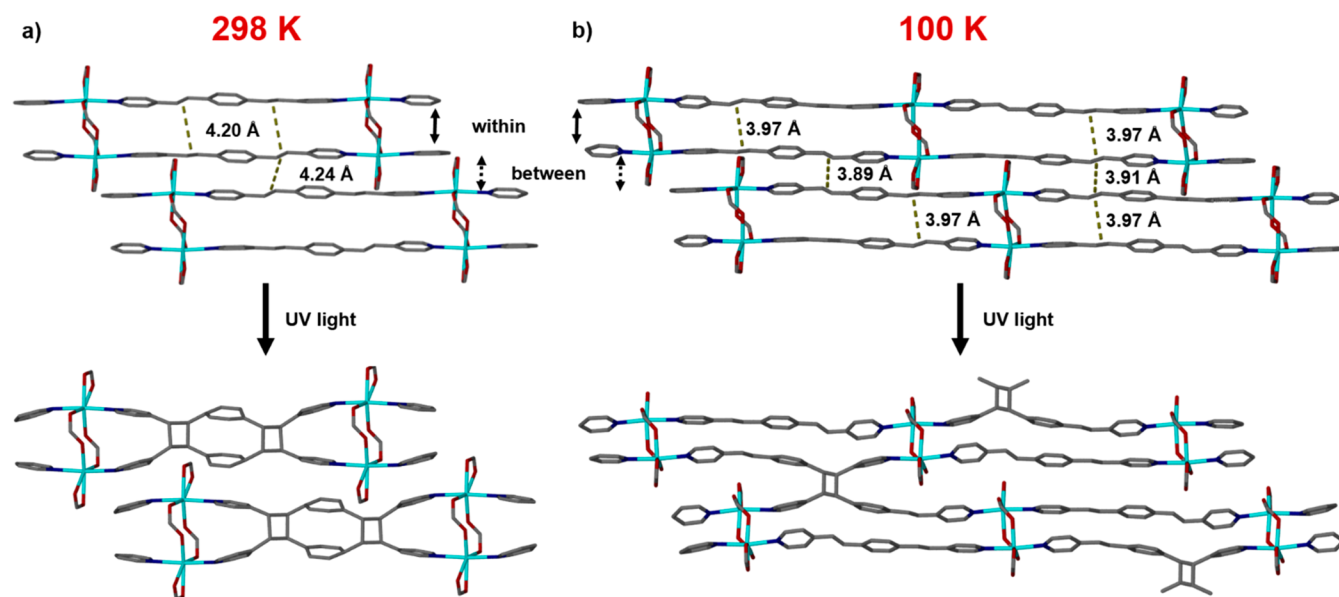 a)
298 K
b)
100 K
4.20 Å
within
4.24 Å
between
3.97 Å
3.97 Å
3.89 Å
3.91 Å
3.97 Å
3.97 Å
UV light
UV light